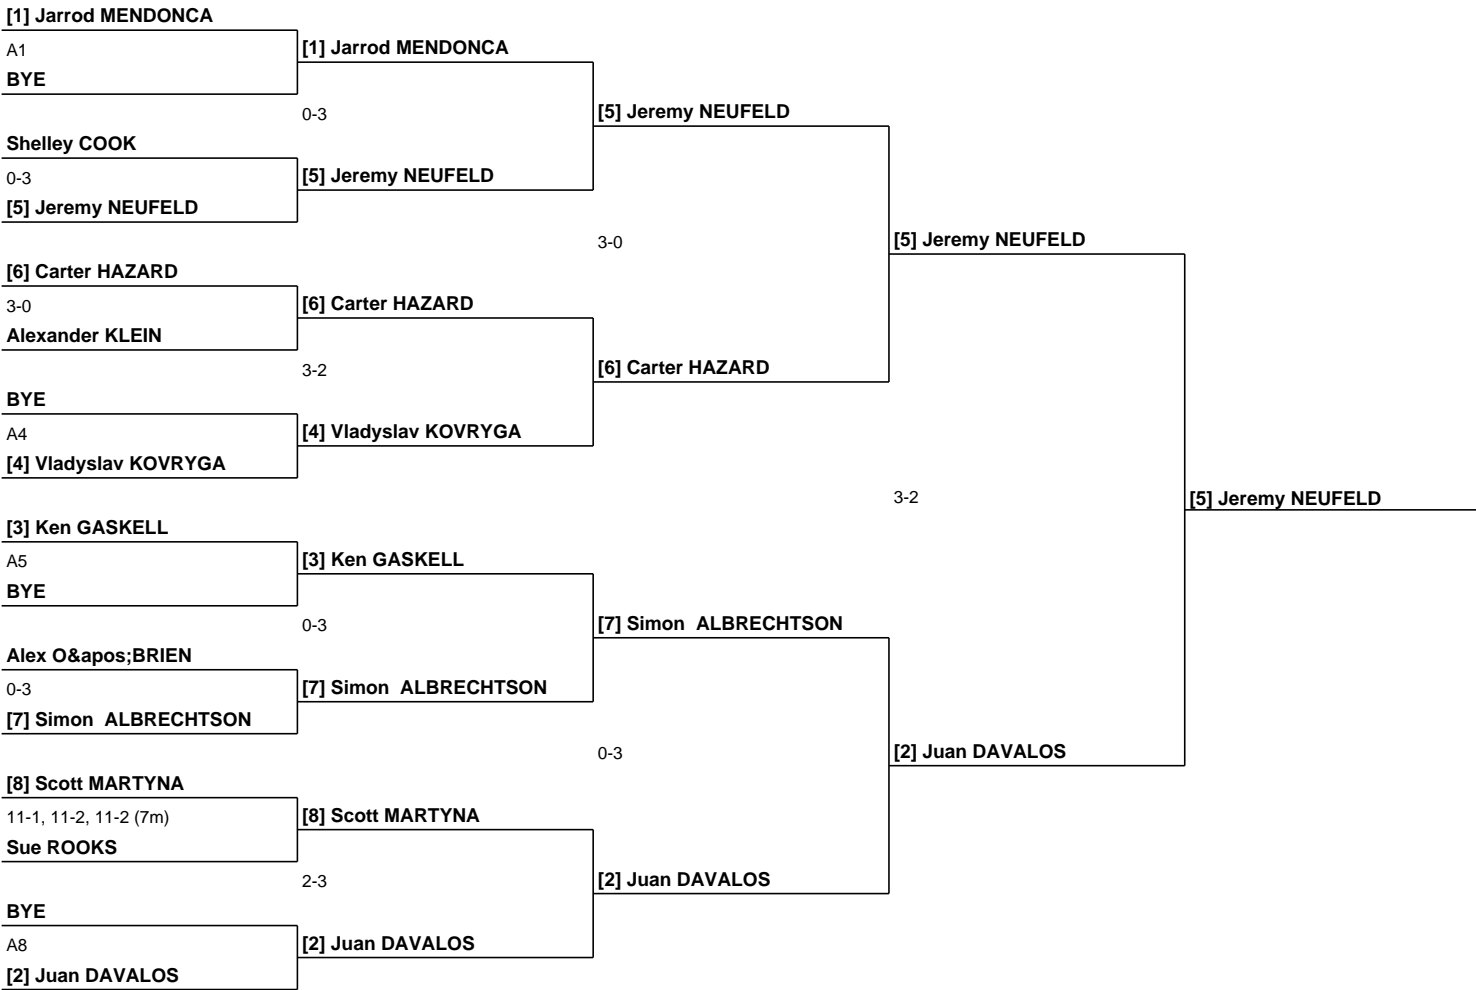 [1] Jarrod MENDONCA
A1
BYE
Shelley COOK
0-3
[5] Jeremy NEUFELD
[6] Carter HAZARD
3-0
Alexander KLEIN
BYE
A4
[4] Vladyslav KOVRYGA
[3] Ken GASKELL
A5
BYE
Alex O&apos;BRIEN
0-3
[7] Simon  ALBRECHTSON
[8] Scott MARTYNA
11-1, 11-2, 11-2 (7m)
Sue ROOKS
BYE
A8
[2] Juan DAVALOS
[1] Jarrod MENDONCA
0-3
[5] Jeremy NEUFELD
[6] Carter HAZARD
3-2
[4] Vladyslav KOVRYGA
[3] Ken GASKELL
0-3
[7] Simon  ALBRECHTSON
[8] Scott MARTYNA
2-3
[2] Juan DAVALOS
[5] Jeremy NEUFELD
3-0
[6] Carter HAZARD
[7] Simon  ALBRECHTSON
0-3
[2] Juan DAVALOS
[5] Jeremy NEUFELD
3-2
[2] Juan DAVALOS
[5] Jeremy NEUFELD